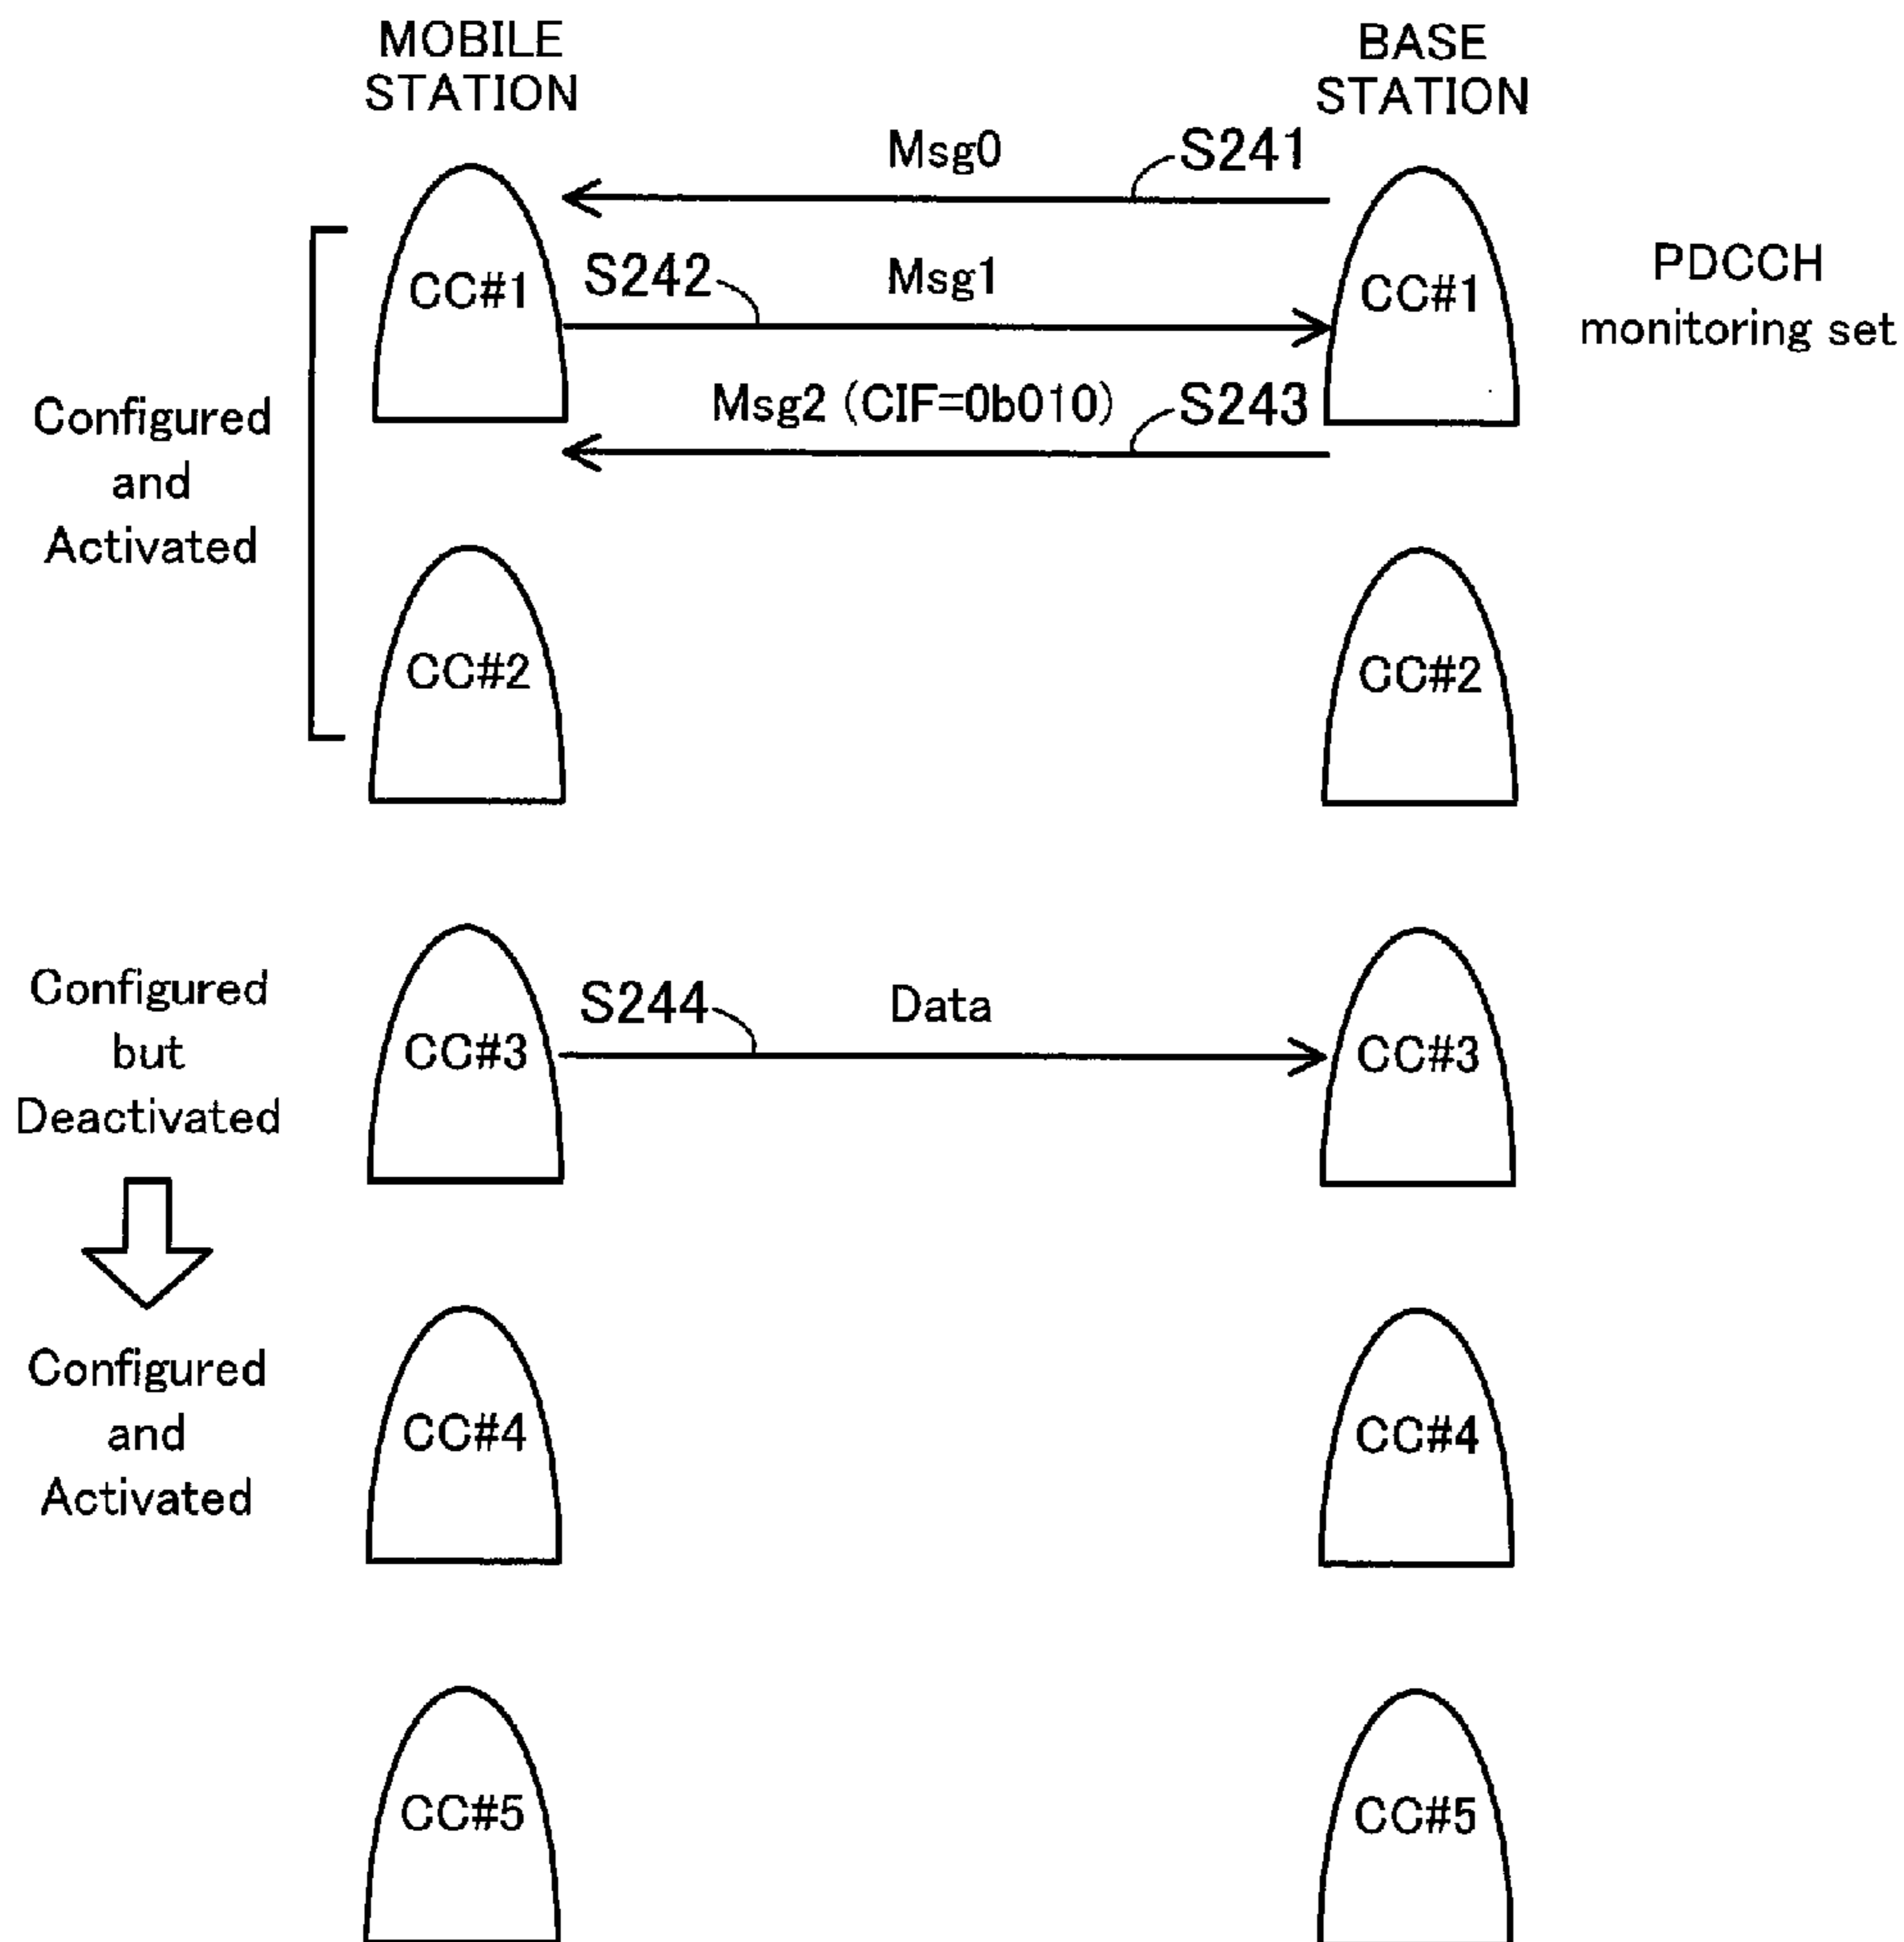 MOBILE
STATION
BASE
STATION
Msg0
S241
CC#1
S242
Msg1
CC#1
PDCCH
monitoring set
Msg2 (CIF=0b010)
S243
Configured
and
Activated
CC#2
CC#2
Configured
but
Deactivated
CC#3
S244
Data
CC#3
Configured
and
Activated
CC#4
CC#4
CC#5
CC#5